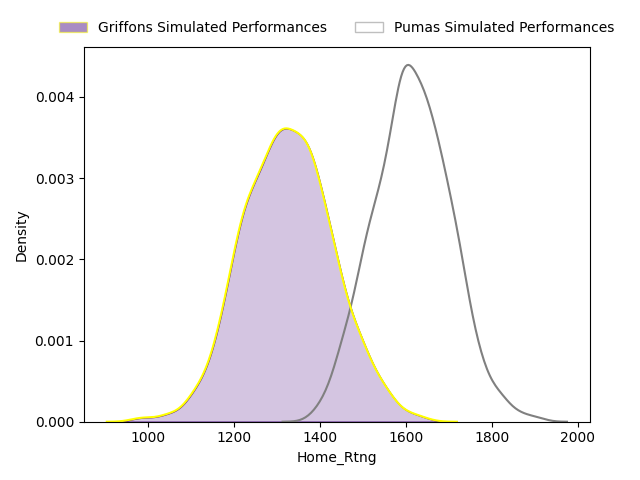 Griffons Simulated Performances
Pumas Simulated Performances
0.004
0.003
0.002
0.001
0.000
Density
1000 1200 1400 1600 1800 2000
Home_Rtng